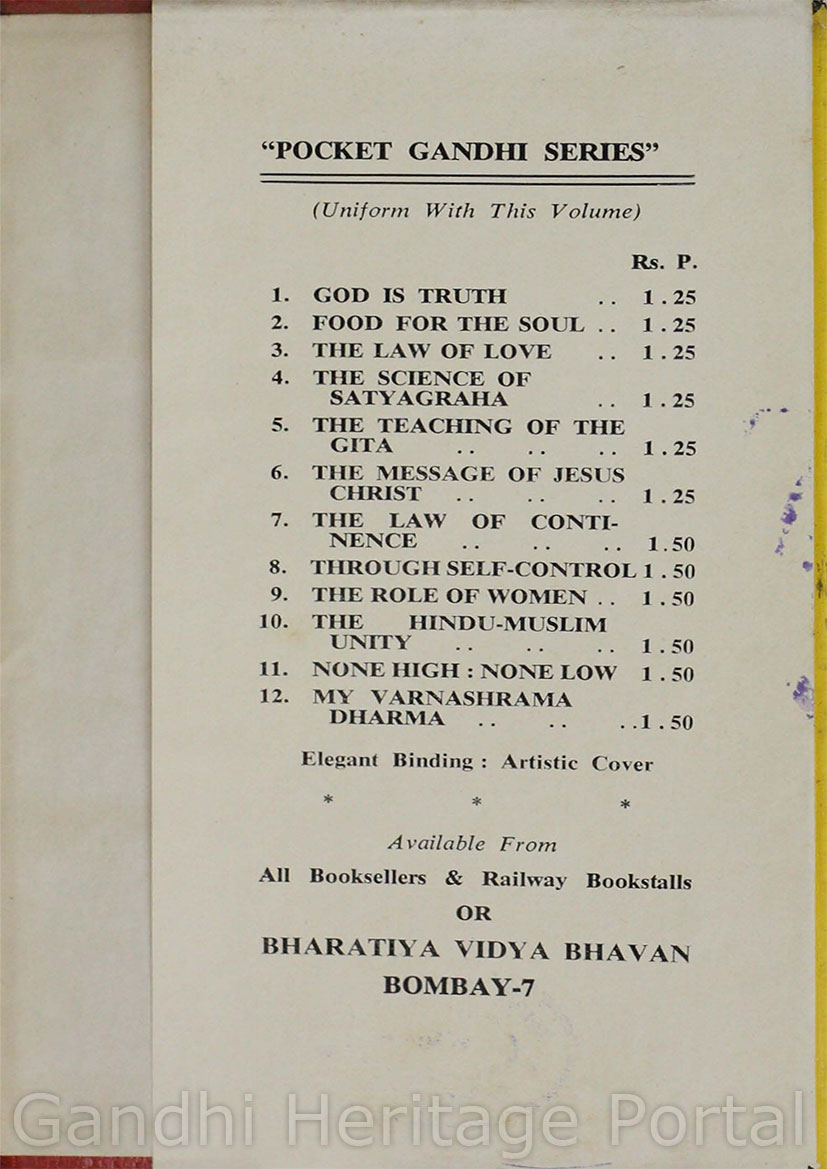 “POCKET GANDHI SERIES”
(Uniform With This Volume)
Rs. P.
1. GOD IS TRUTH .. 1.25
2. FOOD FOR THE SOUL .. 1.25
3. THE LAW OF LOVE .. 1.25
4. THE SCIENCE OF
SATYAGRAHA .. 1.25
5. THE TEACHING OF THE
GITA .. .. .. 1.25
6. THE MESSAGE OF JESUS
CHRIST .. .. .. 1.25
7. THE LAW OF CONTI-
NENCE .. .. .. 1.50
8. THROUGH SELF-CONTROL 1.50
9. THE ROLE OF WOMEN .. 1.50
10. THE HINDU-MUSLIM
UNITY .. .. .. 1.50
11. NONE HIGH : NONE LOW 1.50
12. MY VARNASHRAMA
DHARMA .. .. ..1.50
Elegant Binding : Artistic Cover
* * *
Available From
All Booksellers & Railway Bookstalls
OR
BHARATIYA VIDYA BHAVAN
BOMBAY-7
Gandhi Heritage Portal